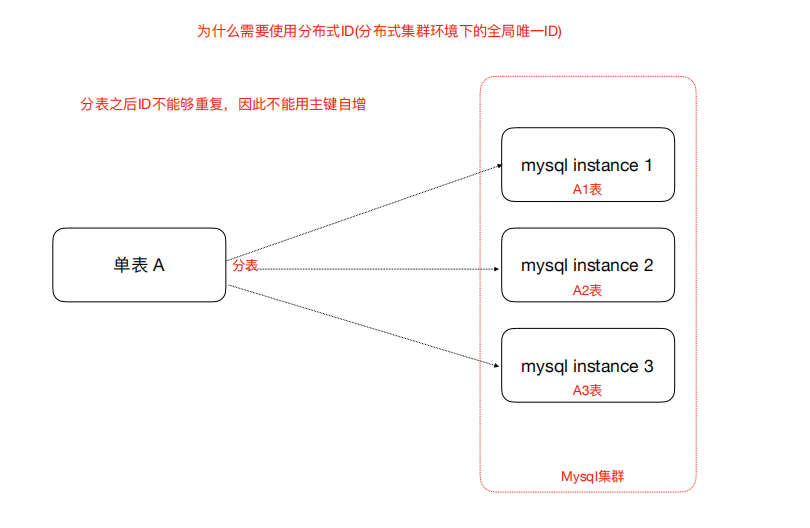 为什么需要使用分布式ID(分布式集群环境下的全局唯一ID)
分表之后ID不能够重复，因此不能用主键自增
单表 A
分表
mysql instance 1
A1表
mysql instance 2
A2表
mysql instance 3
A3表
Mysql集群